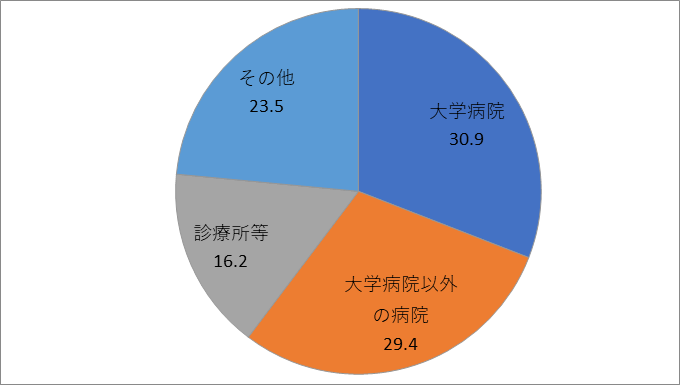 その他
23.5
大学病院
30.9
診療所等
16.2
大学病院以外
の病院
29.4